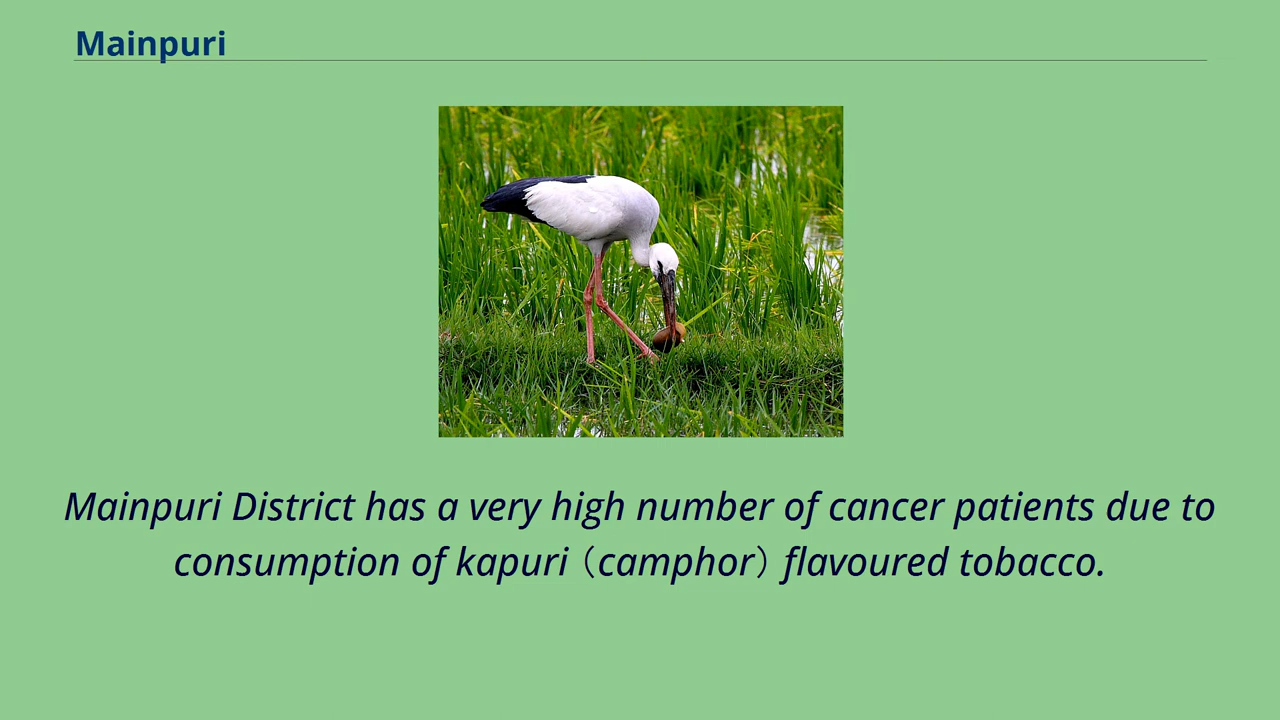 Mainpuri
Mainpuri District has a very high number of cancer patients due to
consumption of kapuri（camphor）flavoured tobacco.